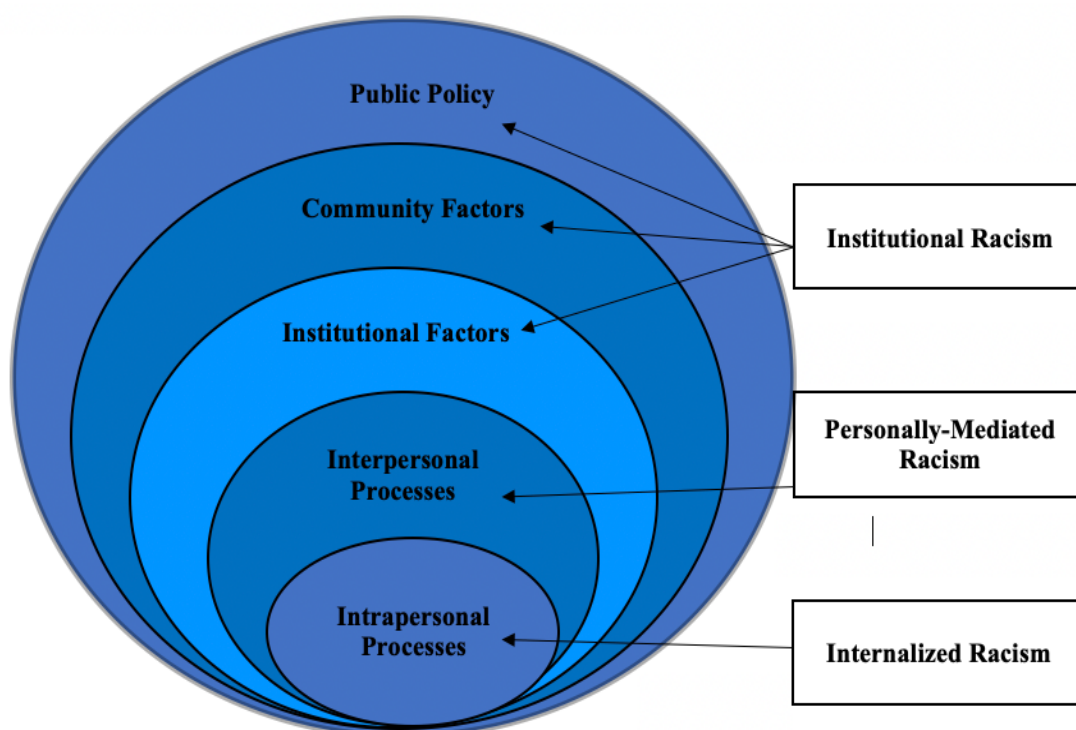 Public Policy
Community Factors
Institutional Racism
Institutional Factors
Personally-Mediated
Racism
Interpersonal
Processes
Intrapersonal
Processes
Internalized Racism